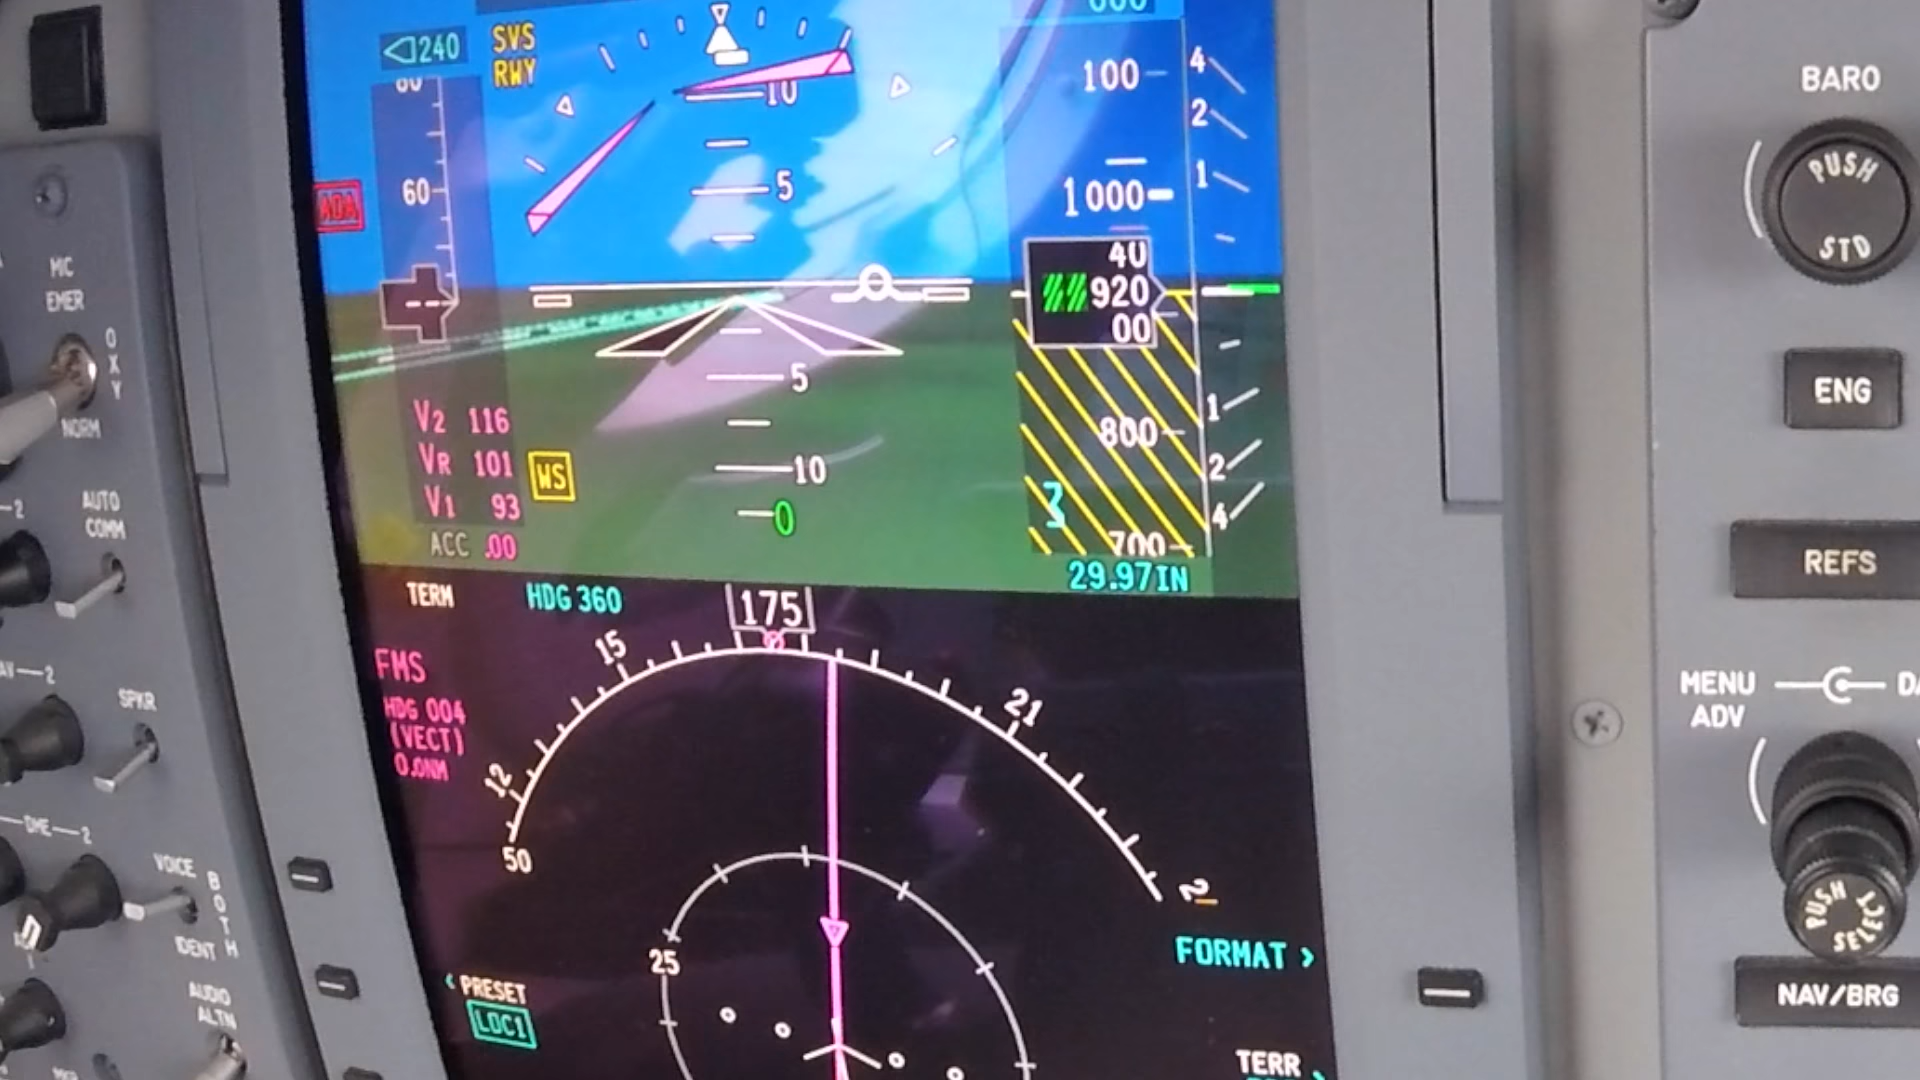 240
SVS
RWY
60
ADA
10
5
5
10
0
100
1000
40
920
00
800
700
29.97IN
4
2
1
1
2
4
V2 116
VR 101
V1 93
ACC .00
WS
TERM
HDG 360
175
FMS
HDG 004
(VECT)
0.0NM
15
12
21
50
25
FORMAT >
< PRESET
LOC1
TERR
MIC
EMER
OXY
NORM
2
AUTO
COMM
2
SPKR
DME 2
VOICE
BOTH
IDENT
AUDIO
ALTN
BARO
PUSH
STD
ENG
REFS
MENU
ADV
PUSH
SELECT
NAV/BRG